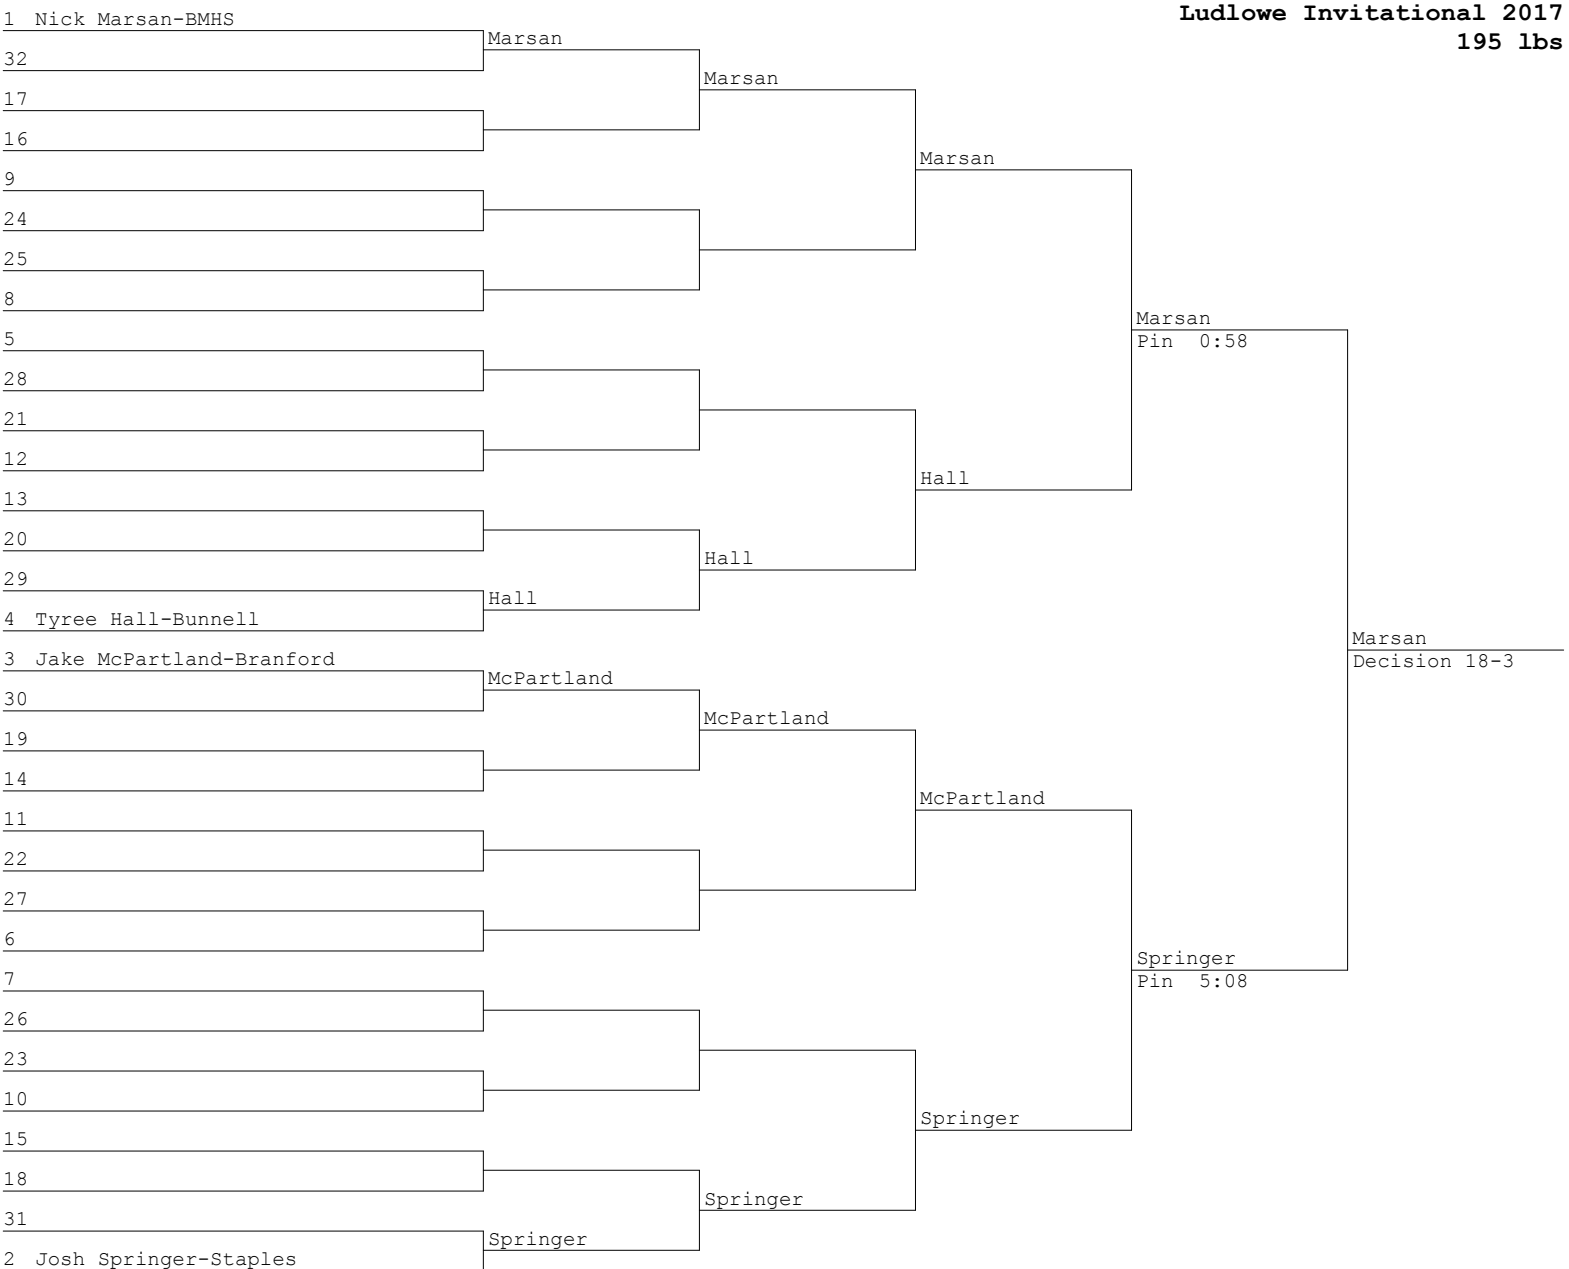 Ludlowe Invitational 2017
195 lbs
1 Nick Marsan-BMHS
Marsan
32
Marsan
17
16
Marsan
9
24
25
8
Marsan
5
Pin 0:58
28
21
12
Hall
13
20
Hall
29
Hall
4 Tyree Hall-Bunnell
Marsan
3 Jake McPartland-Branford
Decision 18-3
McPartland
30
McPartland
19
14
McPartland
11
22
27
6
Springer
7
Pin 5:08
26
23
10
Springer
15
18
Springer
31
Springer
2 Josh Springer-Staples